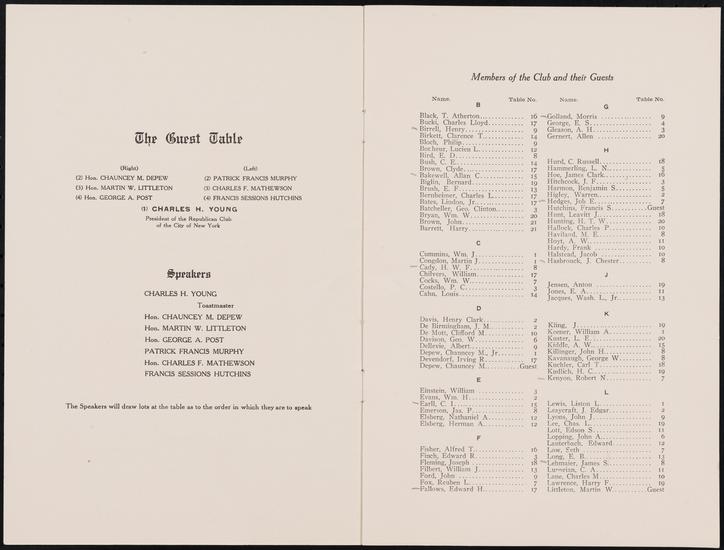 The Guest Table
(Right)
(2) Hon. CHAUNCEY M. DEPEW
(3) Hon. MARTIN W. LITTLETON
(4) Hon. GEORGE A. POST
(Left)
(2) PATRICK FRANCIS MURPHY
(3) CHARLES F. MATHEWSON
(4) FRANCIS SESSIONS HUTCHINS
(1) CHARLES H. YOUNG
President of the Republican Club
of the City of New York
Speakers
CHARLES H. YOUNG
Toastmaster
Hon. CHAUNCEY M. DEPEW
Hon. MARTIN W. LITTLETON
Hon. GEORGE A. POST
PATRICK FRANCIS MURPHY
Hon. CHARLES F. MATHEWSON
FRANCIS SESSIONS HUTCHINS
The Speakers will draw lots at the table as to the order in which they are to speak
Members of the Club and their Guests
Name. Table No.
B
Black, T. Atherton 16
Bucki, Charles Lloyd 17
Birrell, Henry 9
Birkett, Clarence T. 14
Bloch, Philip 9
Bocheur, Lucien L. 12
Bird, E. D. 8
Bush, C. E. 14
Brown, Clyde 17
Bakewell, Allan C. 15
Biglin, Bernard 19
Brush, E. F. 13
Bernheimer, Charles L. 17
Bates, Lindon, Jr. 17
Batcheller, Geo. Clinton 3
Bryan, Wm. W. 20
Brown, John 21
Barrett, Harry 21
C
Cummins, Wm. J. 1
Congdon, Martin J. 1
Cady, H. W. F. 8
Chilvers, William 17
Cocks, Wm. W. 7
Costello, P. C. 3
Cahn, Louis 14
D
Davis, Henry Clark 2
De Birmingham, J. M. 2
De Mott, Clifford M. 10
Davison, Geo. W. 6
Dellevie, Albert 9
Depew, Chauncey M., Jr. 1
Devendorf, Irving R. 17
Depew, Chauncey M. Guest
E
Einstein, William 3
Evans, Wm. H. 2
Earll, C. I. 15
Emerson, Jas. P. 8
Elsberg, Nathaniel A. 12
Elsberg, Herman A. 12
F
Fisher, Alfred T. 16
Finch, Edward R. 3
Fleming, Joseph 18
Filbert, William J. 13
Ford, John 9
Fox, Reuben L. 7
Fallows, Edward H. 17
Name. Table No.
G
Golland, Morris 9
George, E. S. 4
Gleason, A. H. 3
Gernert, Allen 20
H
Hurd, C. Russell 18
Hammerling, L. N. 5
Hoe, James Clark 16
Hitchcock, J. F. 3
Harmon, Benjamin S. 5
Higley, Warren 2
Hedges, Job E. 7
Hutchins, Francis S. Guest
Hunt, Leavitt J. 18
Hunting, H. T. W. 20
Hallock, Charles P. 10
Haviland, M. E. 8
Hoyt, A. W. 11
Hardy, Frank 10
Halstead, Jacob 10
Hasbrouck, J. Chester 8
J
Jensen, Anton 19
Jones, E. A. 11
Jacques, Wash. L., Jr. 13
K
Kling, J. 19
Keener, William A. 1
Kuster, L. E. 20
Kiddle, A. W. 15
Killinger, John H. 8
Kavanaugh, George W. 8
Kuchler, Carl T. 18
Kudlich, H. C. 19
Kenyon, Robert N. 7
L
Lewis, Liston L. 1
Leaycraft, J. Edgar 2
Lyons, John J. 9
Lee, Chas. L. 19
Lott, Edson S. 11
Lopping, John A. 6
Lauterbach, Edward 12
Low, Seth 7
Long, E. B. 13
Lehmaier, James S. 8
C. A. 11
Lane, Charles M. 10
Lawrence, Harry F. 19
Littleton, Martin W. Guest